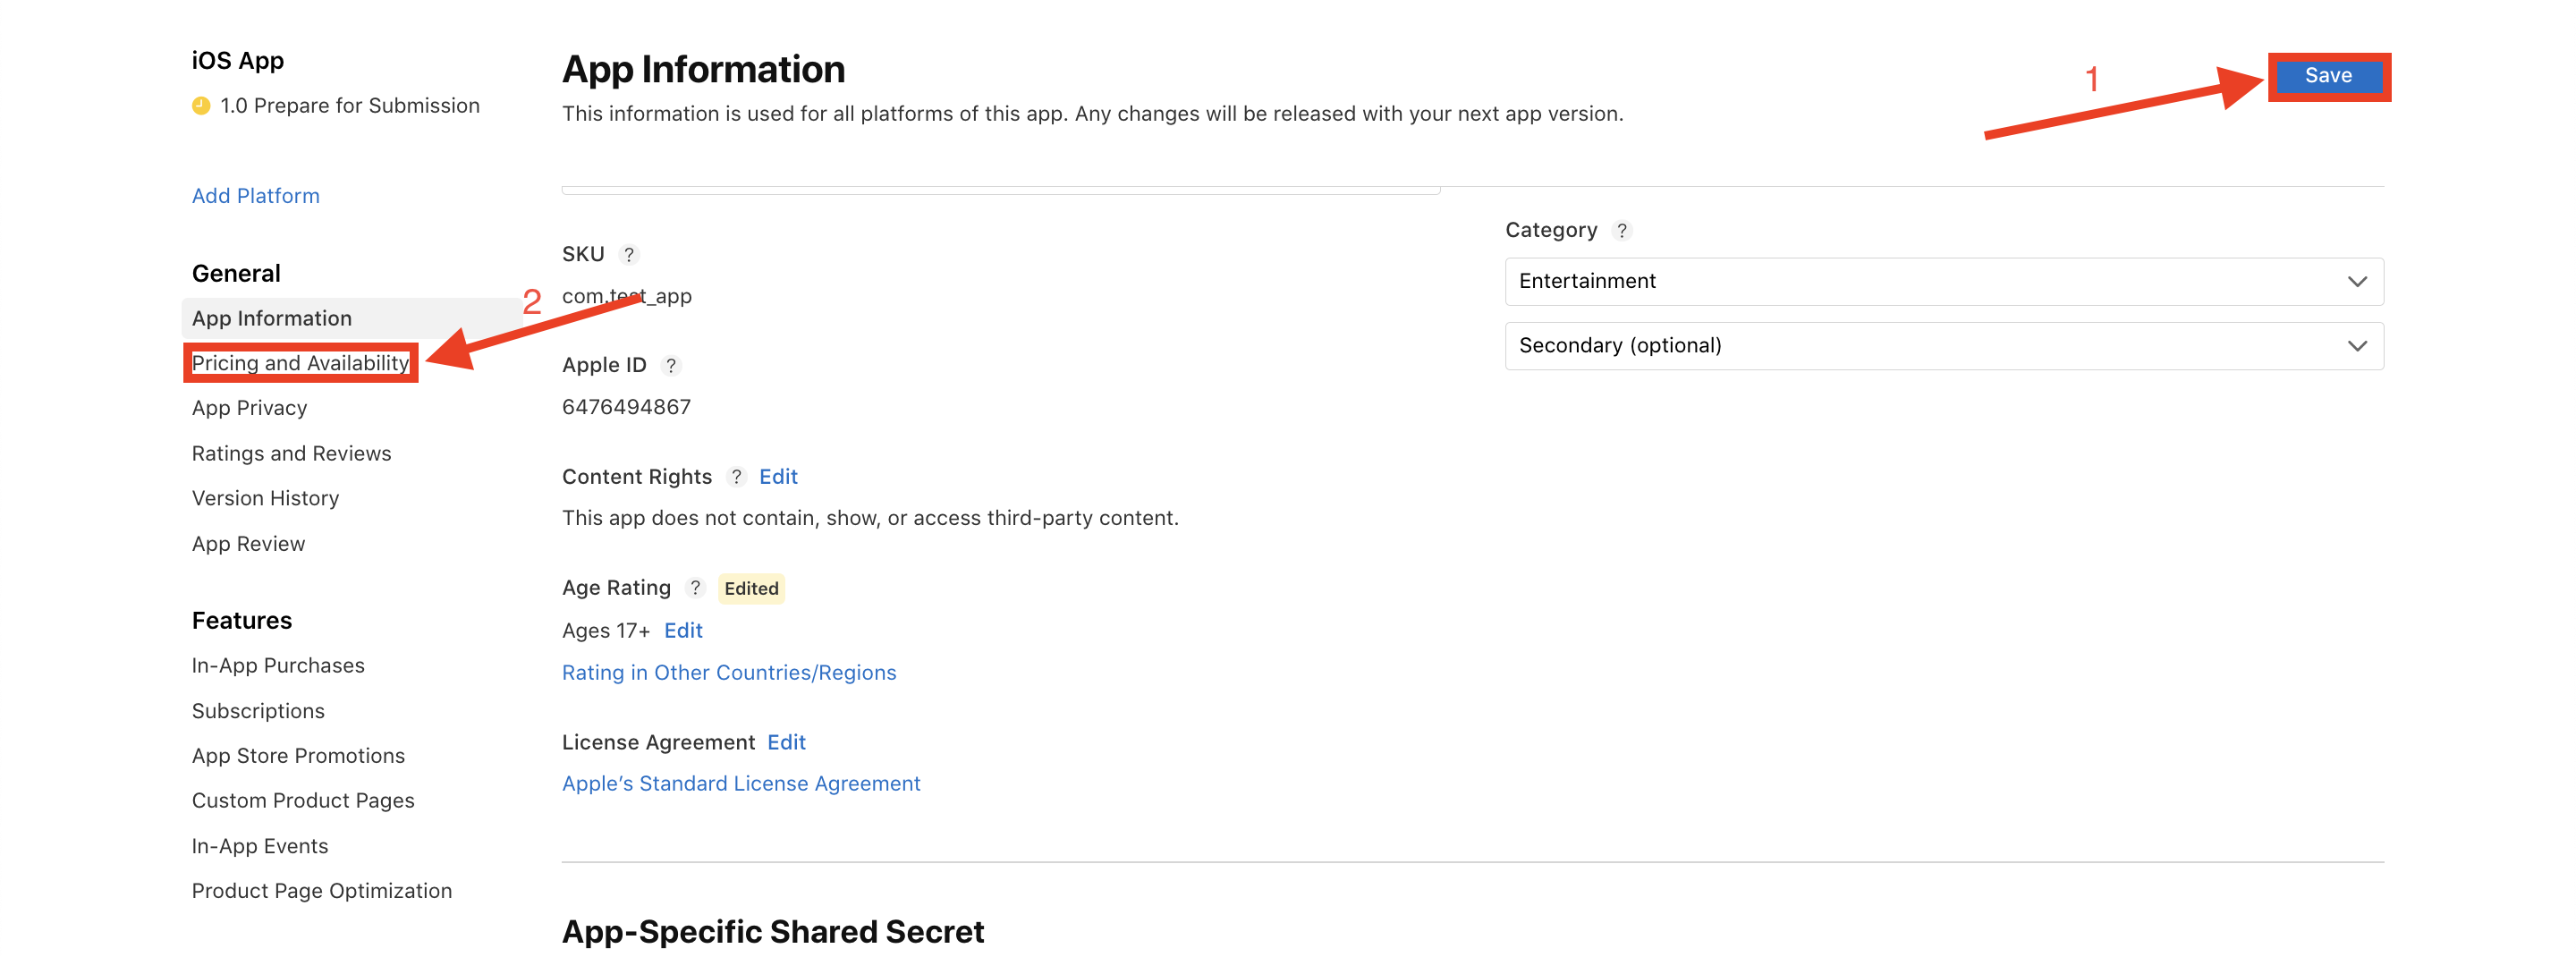 iOS App
1.0 Prepare for Submission
Add Platform
General
App Information
Pricing and Availability
App Privacy
Ratings and Reviews
Version History
App Review
Features
In-App Purchases
Subscriptions
App Store Promotions
Custom Product Pages
In-App Events
Product Page Optimization
App Information
This information is used for all platforms of this app. Any changes will be released with your next app version.
1
Save
2
SKU ?
com.test_app
Apple ID ?
6476494867
Content Rights ? Edit
This app does not contain, show, or access third-party content.
Age Rating ? Edited
Ages 17+ Edit
Rating in Other Countries/Regions
License Agreement Edit
Apple’s Standard License Agreement
Category ?
Entertainment
Secondary (optional)
App-Specific Shared Secret